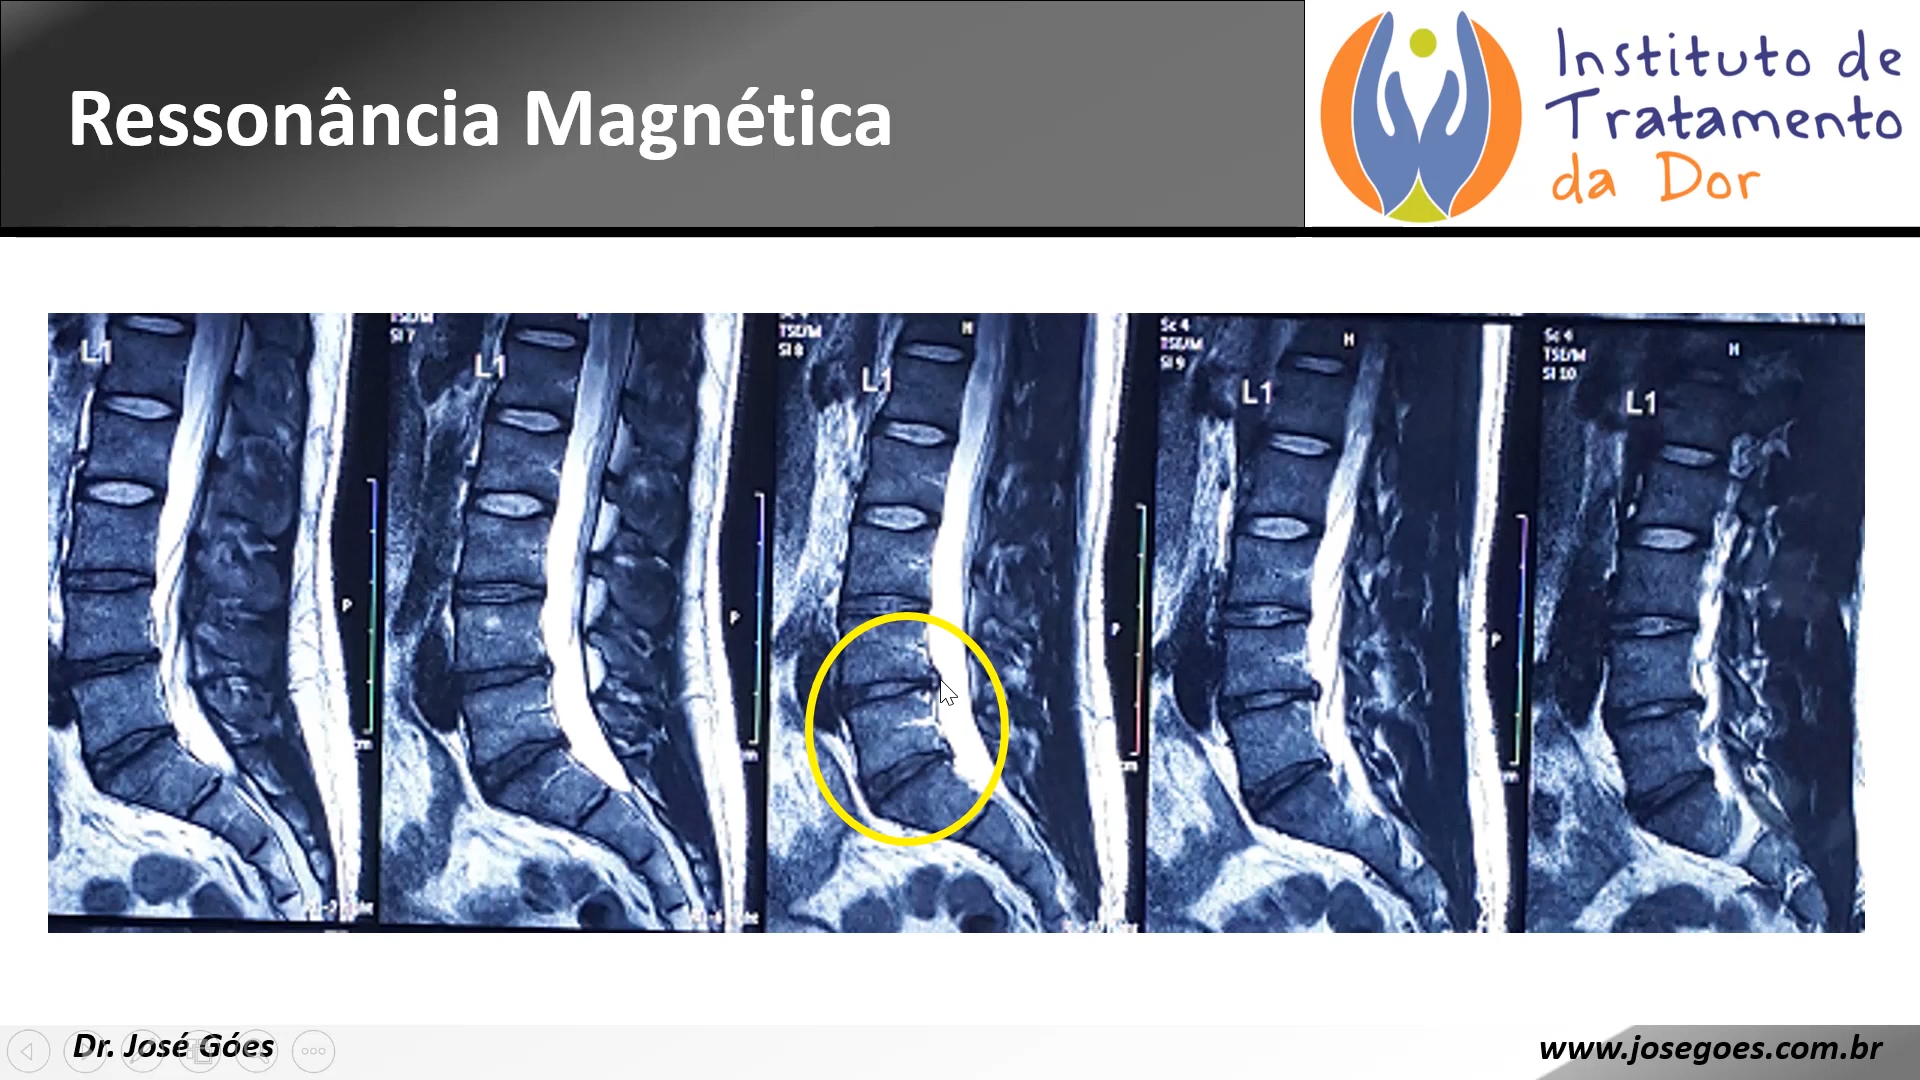 Ressonância Magnética
Instituto de
Tratamento
da Dor
L1
SI 7
L1
TSE/M
SI 8
H
L1
Sc 4
TSE/M
SI 9
H
L1
Sc 4
TSE/M
SI 10
H
L1
P
P
P
P
cm
Dr. José Góes
www.josegoes.com.br